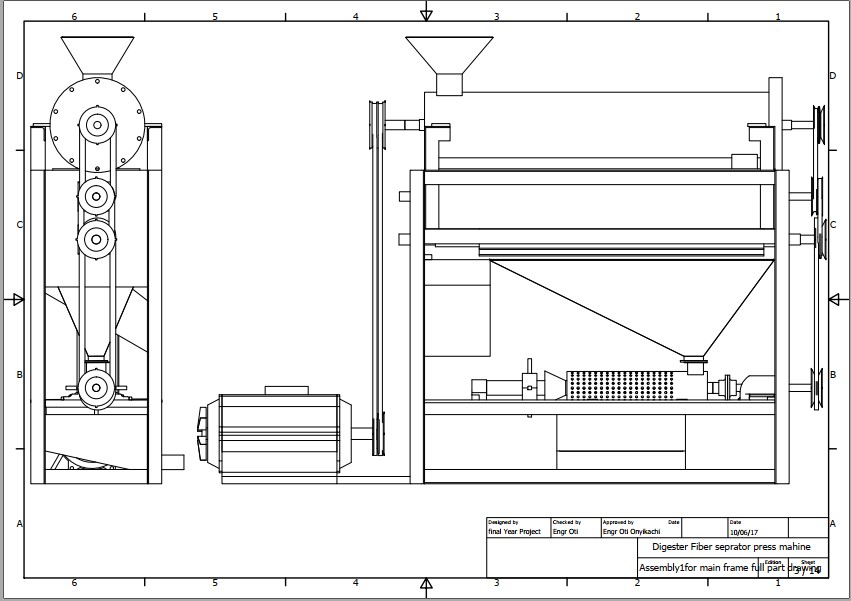 6 5 4 3 2 1
D D
C C
B B
A A
Designed by Checked by Approved by Date Date
final Year Project Engr Oti Engr Oti Onyikachi 10/06/17
Digester Fiber seprator press mahine
Assembly1for main frame full part drawing
Edition Sheet
3 / 14
6 5 4 3 2 1